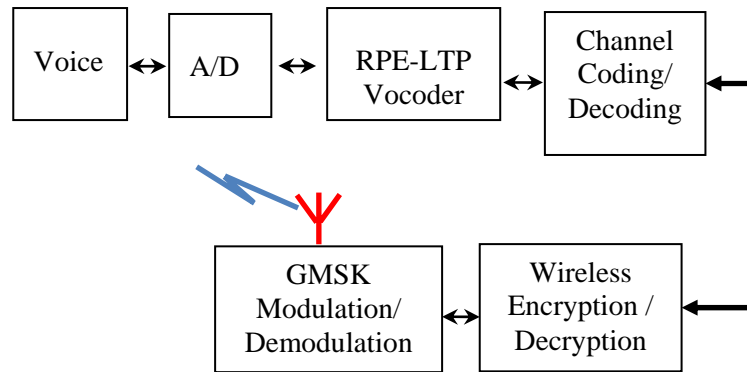 Voice
A/D
RPE-LTP
Vocoder
Channel
Coding/
Decoding
GMSK
Modulation/
Demodulation
Wireless
Encryption /
Decryption